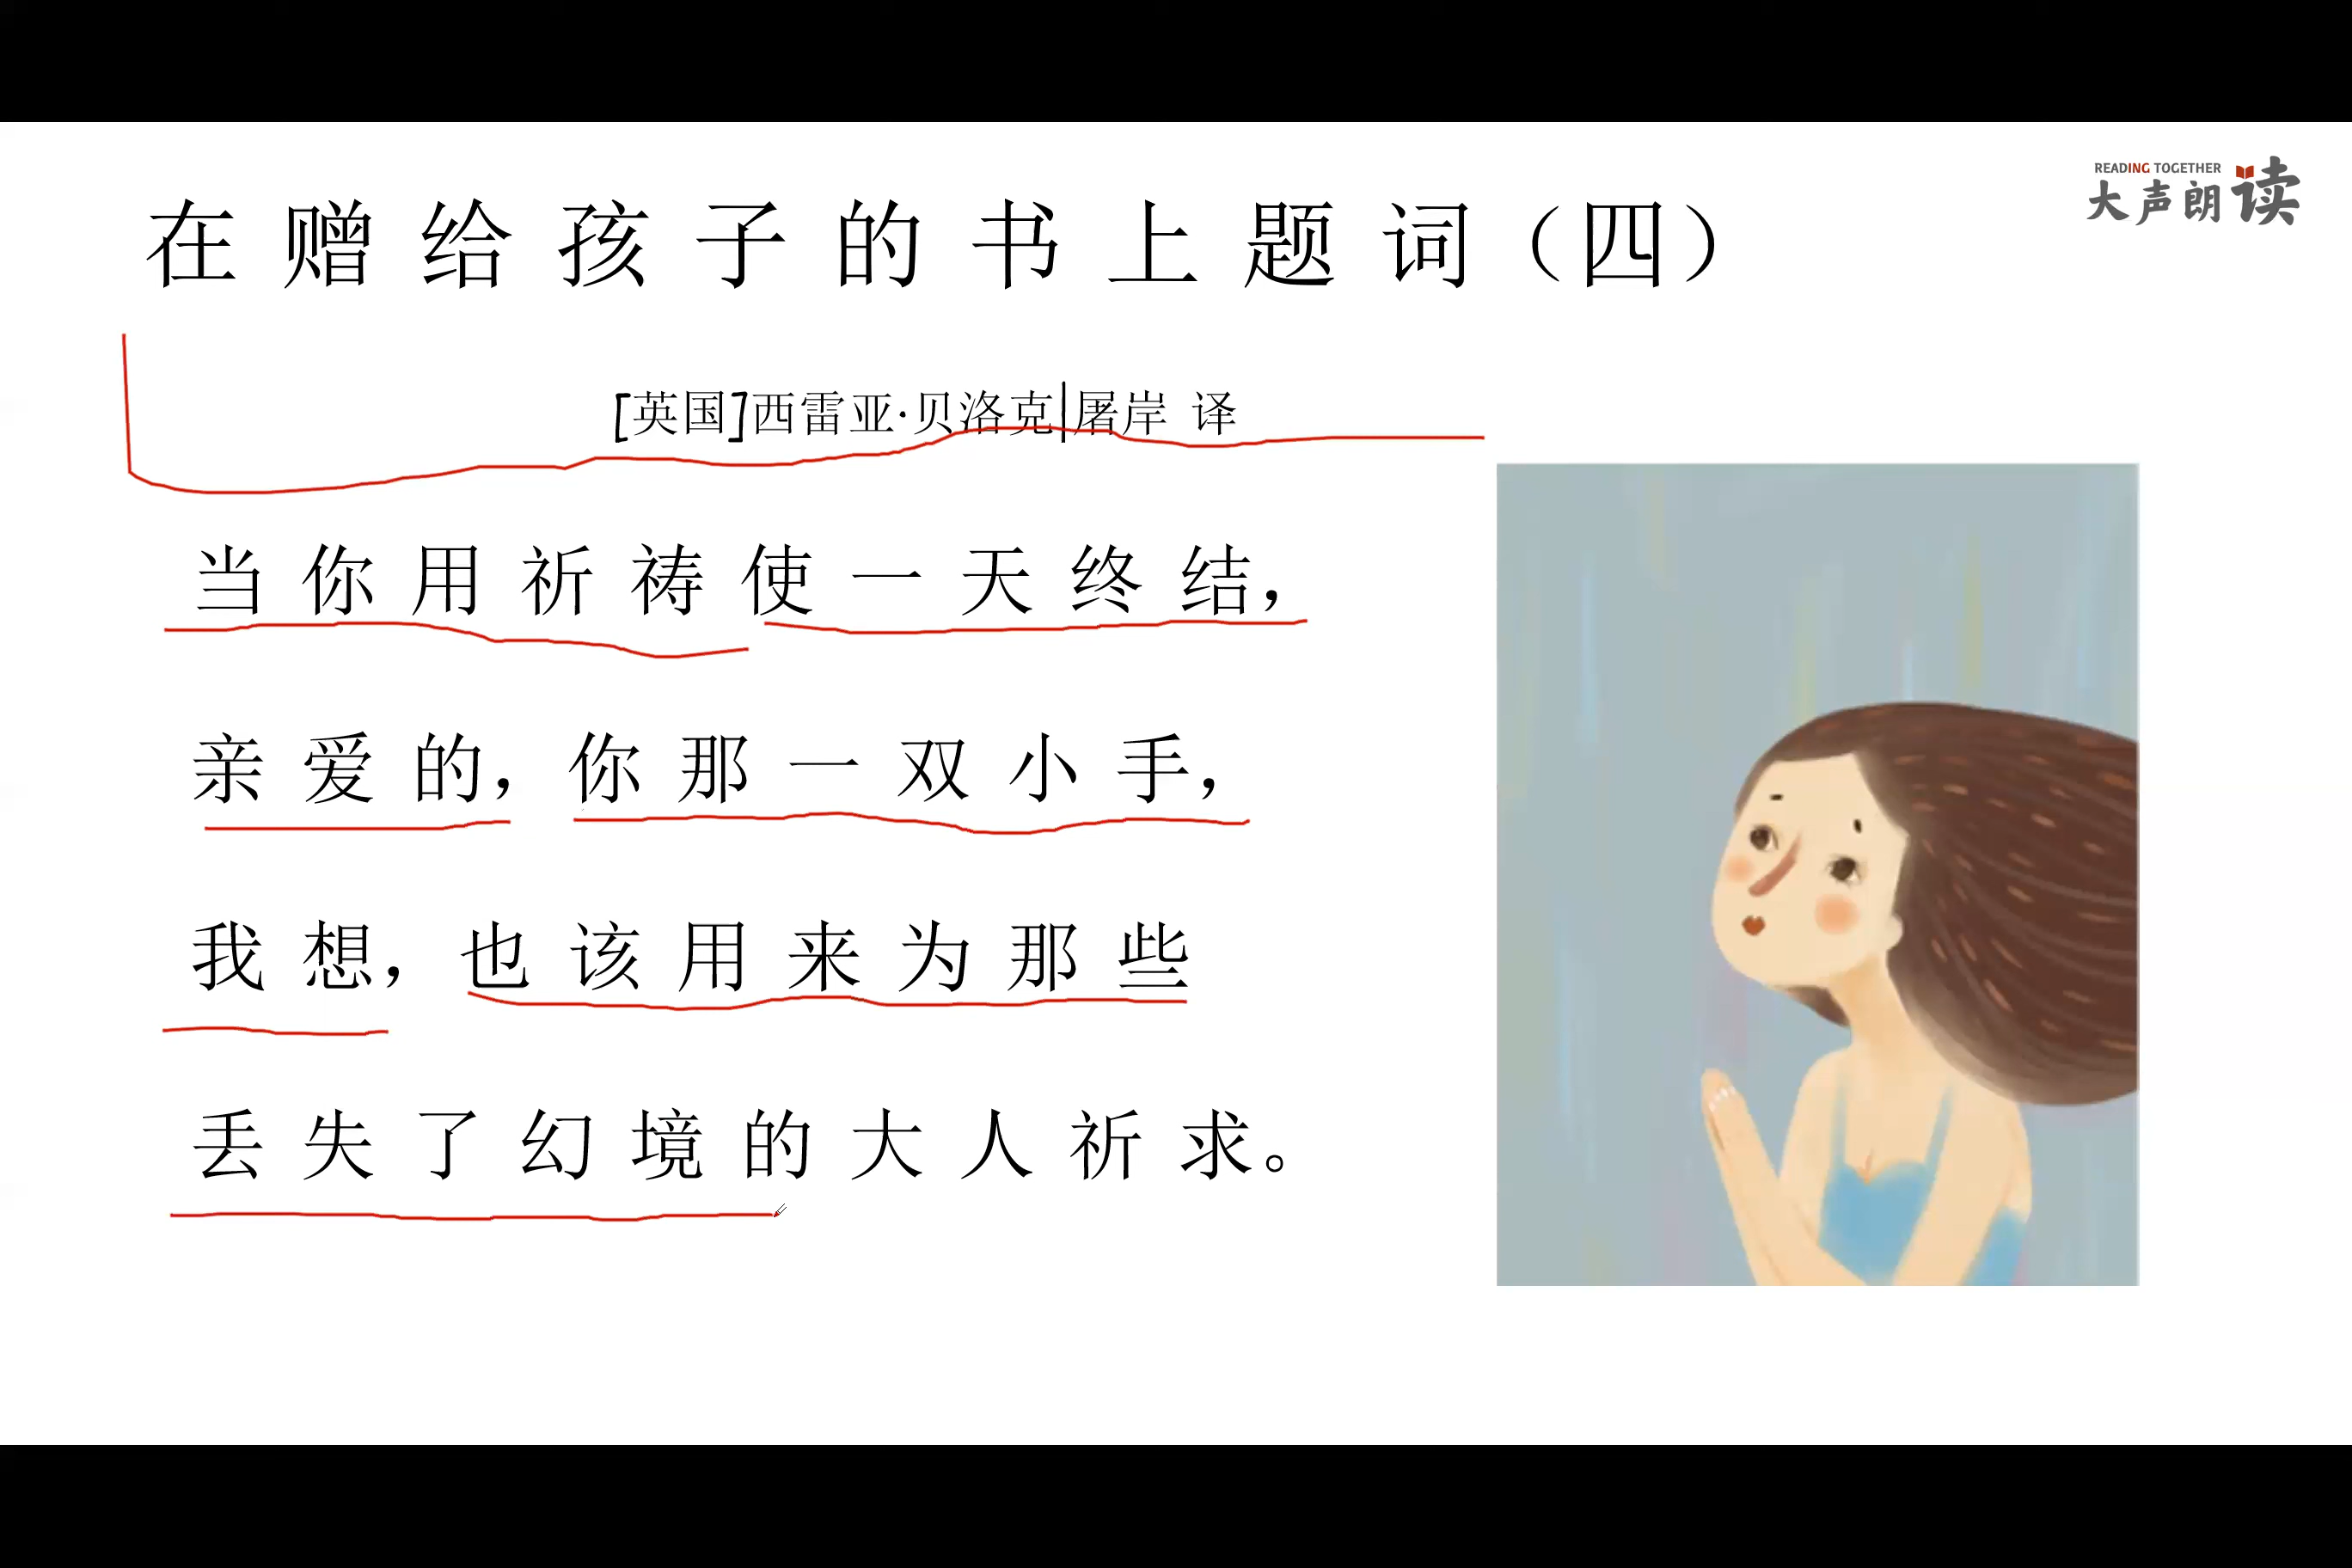 READING TOGETHER
大声朗读
在赠给孩子的书上题词（四）
[英国]西雷亚·贝洛克|屠岸 译
当你用祈祷使一天终结，
亲爱的，你那一双小手，
我想，也该用来为那些
丢失了幻境的大人祈求。